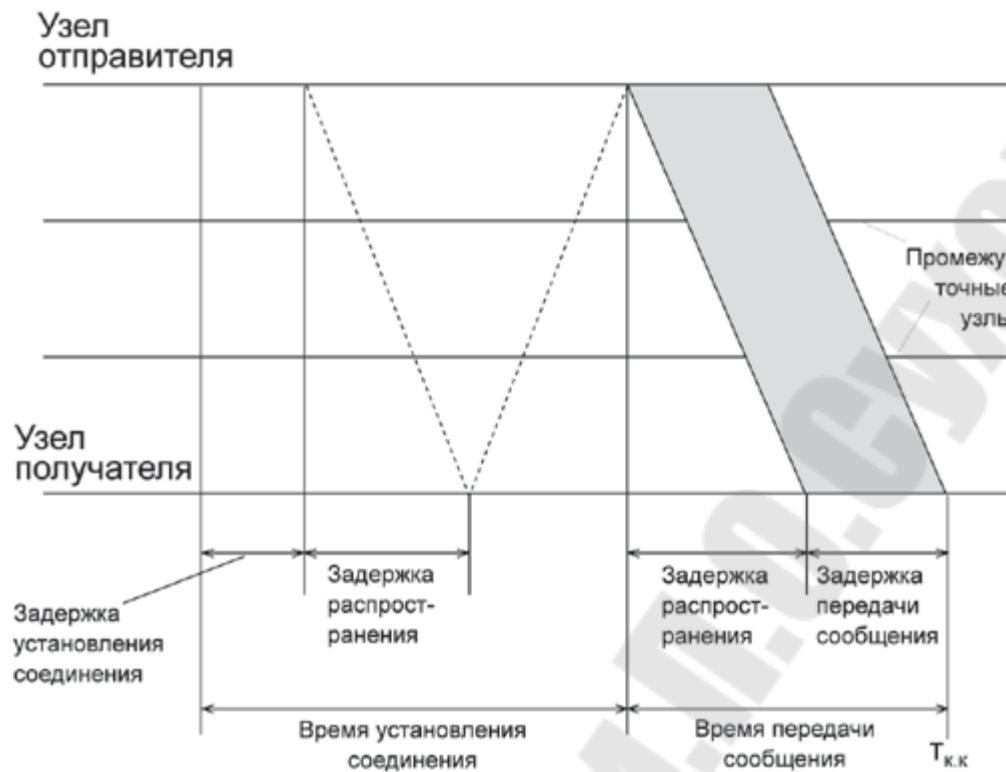 Узел
отправителя
Промежу
точные
узлы
Узел
получателя
Задержка
установления
соединения
Задержка
распрост-
ранения
Задержка
распрост-
ранения
Задержка
передачи
сообщения
Время установления
соединения
Время передачи
сообщения
Tк.к